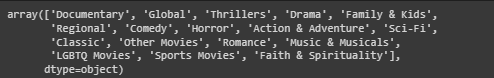 array(['Documentary', 'Global', 'Thrillers', 'Drama', 'Family & Kids',
'Regional', 'Comedy', 'Horror', 'Action & Adventure', 'Sci-Fi',
'Classic', 'Other Movies', 'Romance', 'Music & Musicals',
'LGBTQ Movies', 'Sports Movies', 'Faith & Spirituality'],
dtype=object)